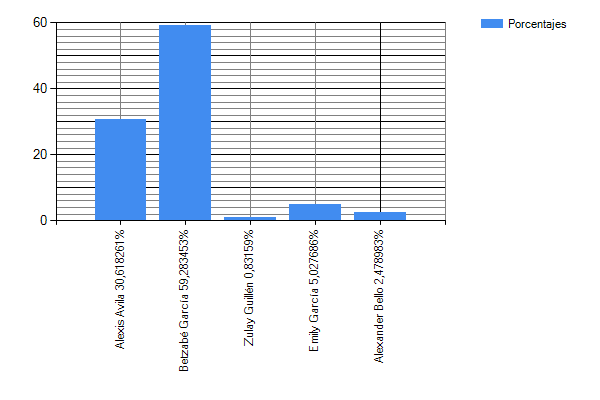 60
40
20
0
Porcentajes
Alexis Avila 30,618261%
Betzabé García 59,283453%
Zulay Guillén 0,83159%
Emily García 5,027686%
Alexander Bello 2,478983%